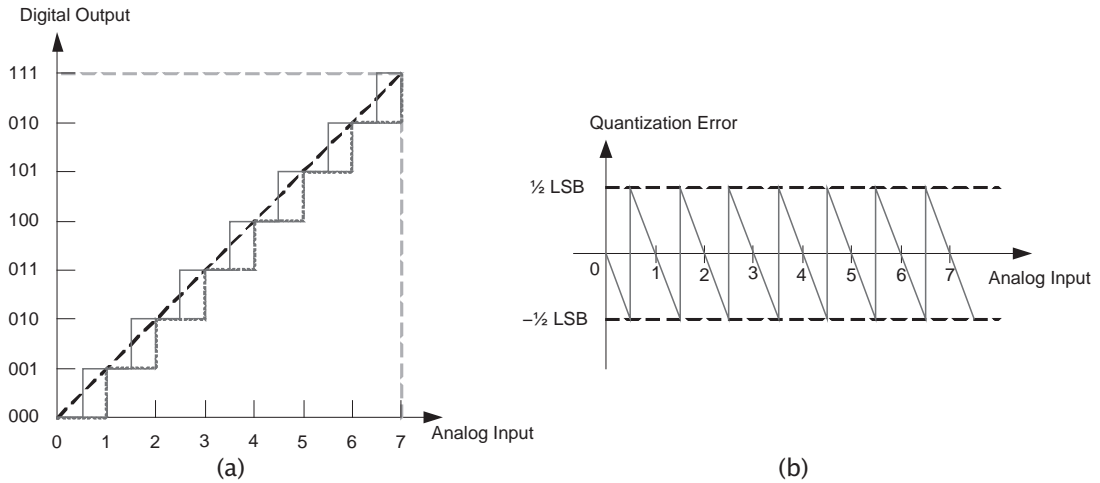 Digital Output
111
010
101
100
011
010
001
000
0 1 2 3 4 5 6 7
Analog Input
(a)
Quantization Error
½ LSB
0 1 2 3 4 5 6 7
Analog Input
–½ LSB
(b)